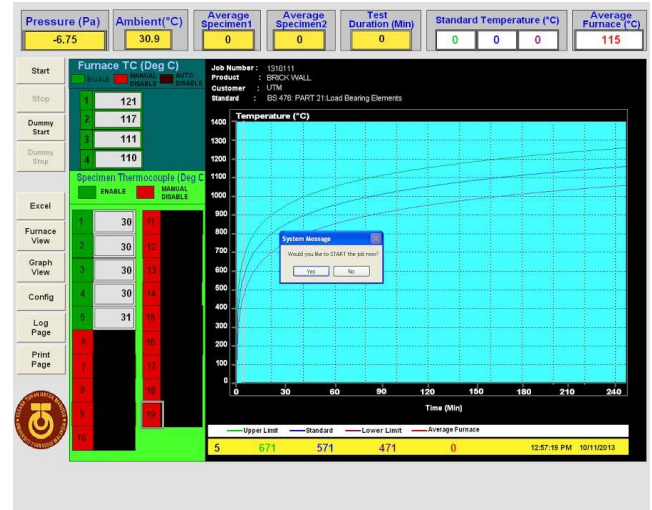 Pressure (Pa)
-6.75
Ambient(°C)
30.9
Average Specimen1
0
Average Specimen2
0
Test Duration (Min)
0
Standard Temperature (°C)
0 0 0
Average Furnace (°C)
115
Start
Stop
Dummy Start
Dummy Stop
Excel
Furnace View
Graph View
Config
Log Page
Print Page
Furnace TC (Deg C)
ENABLE MANUAL DISABLE AUTO DISABLE
1 121
2 117
3 111
4 110
Specimen Thermocouple (Deg C
ENABLE MANUAL DISABLE
1 30 11
2 30 12
3 30 13
4 30 14
5 31 15
6 16
7 17
8 18
9 19
10
Job Number : 1310111
Product : BRICK WALL
Customer : UTM
Standard : BS 476: PART 21:Load Bearing Elements
Temperature (°C)
1400
1300
1200
1100
1000
900
800
700
600
500
400
300
200
100
0
0 30 60 90 120 150 180 210 240
Time (Min)
System Message
Would you like to START the job now?
Yes No
Upper Limit Standard Lower Limit Average Furnace
5 671 571 471 0 12:57:19 PM 10/11/2013